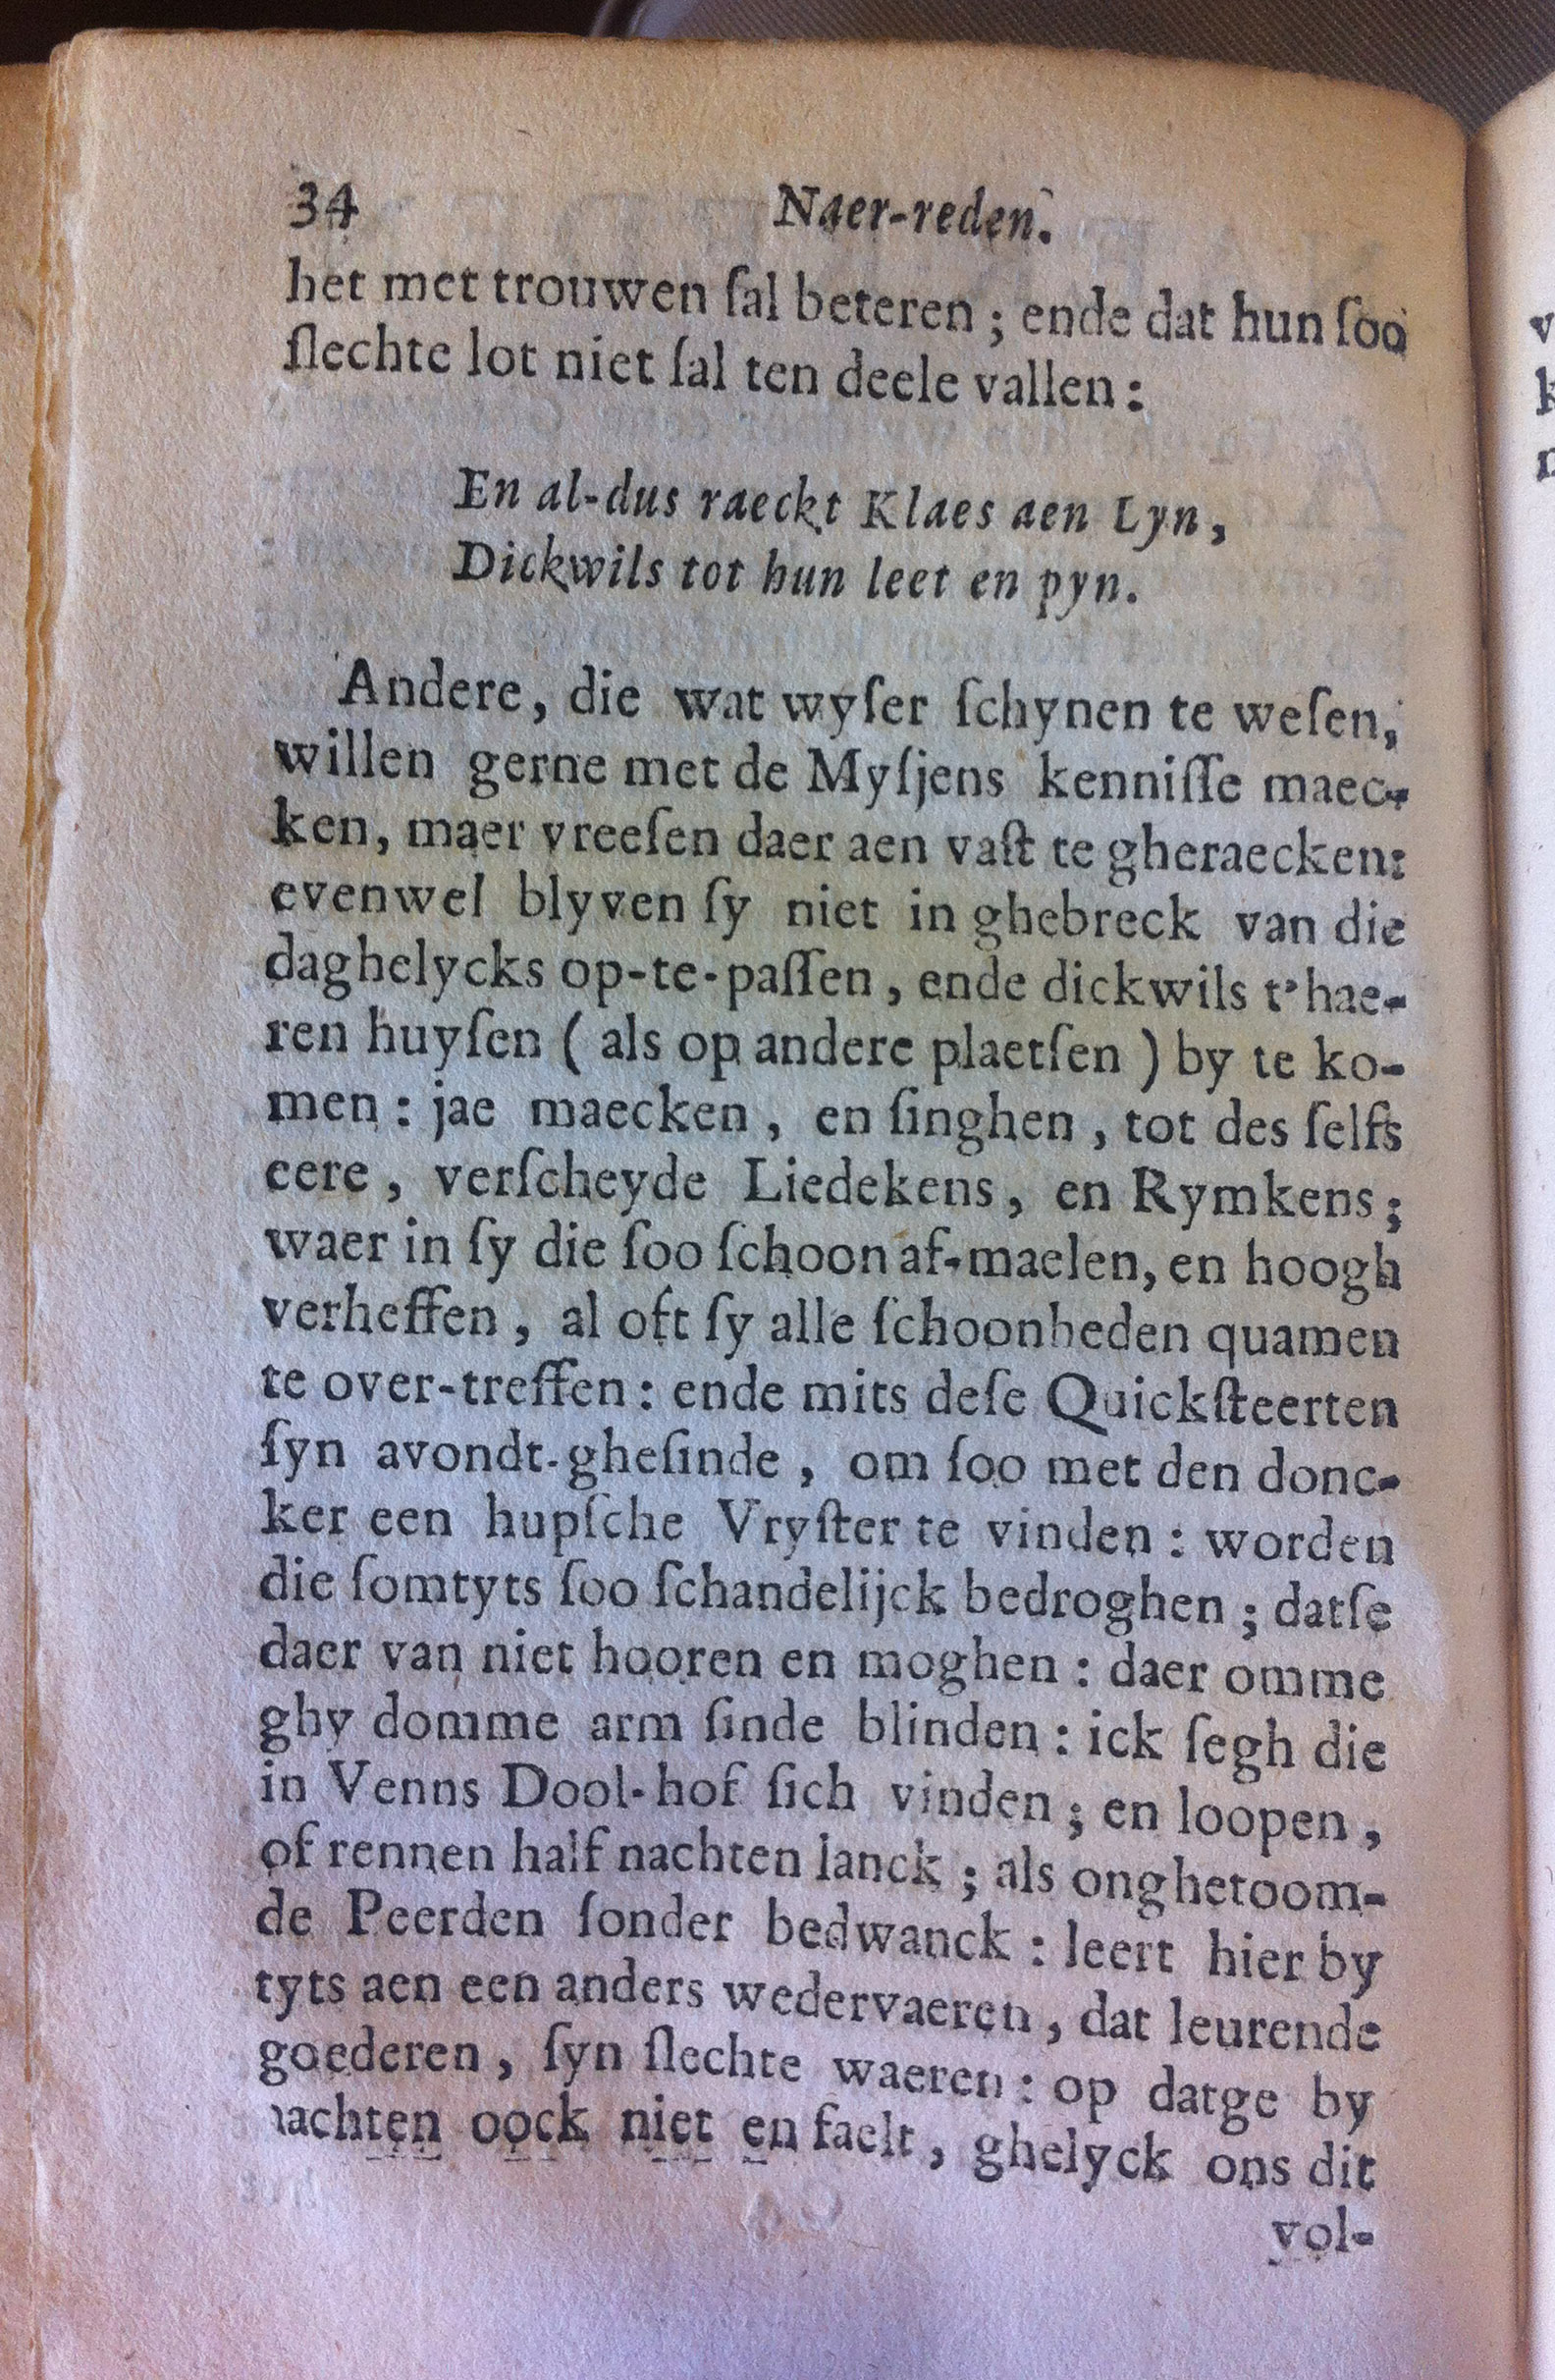 34 Naer-reden.
het met trouwen ſal beteren ; ende dat hun ſoo
ſlechte lot niet ſal ten deele vallen :
En al-dus raeckt Klaes aen Lyn,
Dickwils tot hun leet en pyn.
Andere, die wat wyſer ſchynen te weſen,
willen gerne met de Myſjens kenniſſe maec-
ken, maer vreeſen daer aen vaſt te gheraecken:
evenwel blyven ſy niet in ghebreck van die
daghelycks op-te-paſſen, ende dickwils t'hae-
ren huyſen ( als op andere plaetſen ) by te ko-
men : jae maecken, en ſinghen, tot des ſelfs
eere, verſcheyde Liedekens, en Rymkens;
waer in ſy die ſoo ſchoon af-maelen, en hoogh
verheffen, al oft ſy alle ſchoonheden quamen
te over-treffen : ende mits deſe Quickſteerten
ſyn avondt-gheſinde, om ſoo met den donc-
ker een hupſche Vryſter te vinden : worden
die ſomtyts ſoo ſchandelijck bedroghen ; datſe
daer van niet hooren en moghen : daer omme
ghy domme arm ſinde blinden : ick ſegh die
in Venns Dool-hof ſich vinden ; en loopen,
of rennen half nachten lanck ; als onghetoom-
de Peerden ſonder bedwanck : leert hier by
tyts aen een anders wedervaeren, dat leurende
goederen, ſyn ſlechte waeren : op datge by
nachten oock niet en faelt, ghelyck ons dit
vol-